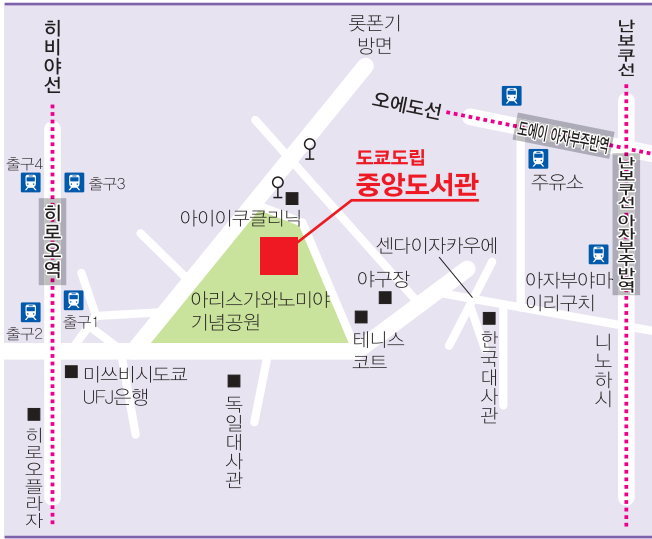 히비야선
롯폰기
방면
난보쿠선
오에도선
도에이 아자부주반역
출구4
출구3
도쿄도립
중앙도서관
주유소
난보쿠선 아자부주반역
아이이쿠클리닉
히로오역
센다이자카우에
아리스가와노미야
기념공원
야구장
아자부야마
이리구치
출구2
출구1
테니스
코트
한국대사관
니노하시
미쓰비시도쿄
UFJ은행
독일대사관
히로오플라자